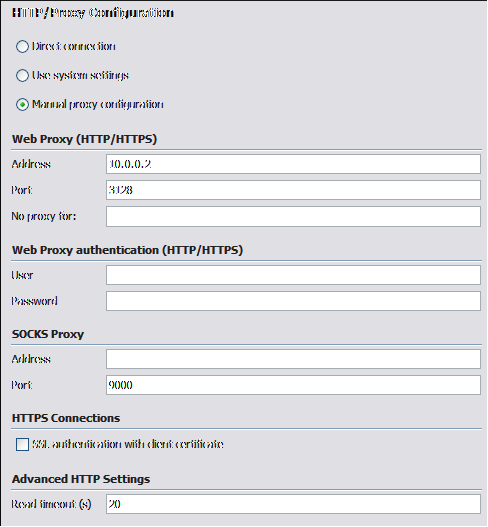 HTTP/Proxy Configuration
Direct connection
Use system settings
Manual proxy configuration
Web Proxy (HTTP/HTTPS)
Address 10.0.0.2
Port 3128
No proxy for:
Web Proxy authentication (HTTP/HTTPS)
User
Password
SOCKS Proxy
Address
Port 9000
HTTPS Connections
SSL authentication with client certificate
Advanced HTTP Settings
Read timeout (s) 20